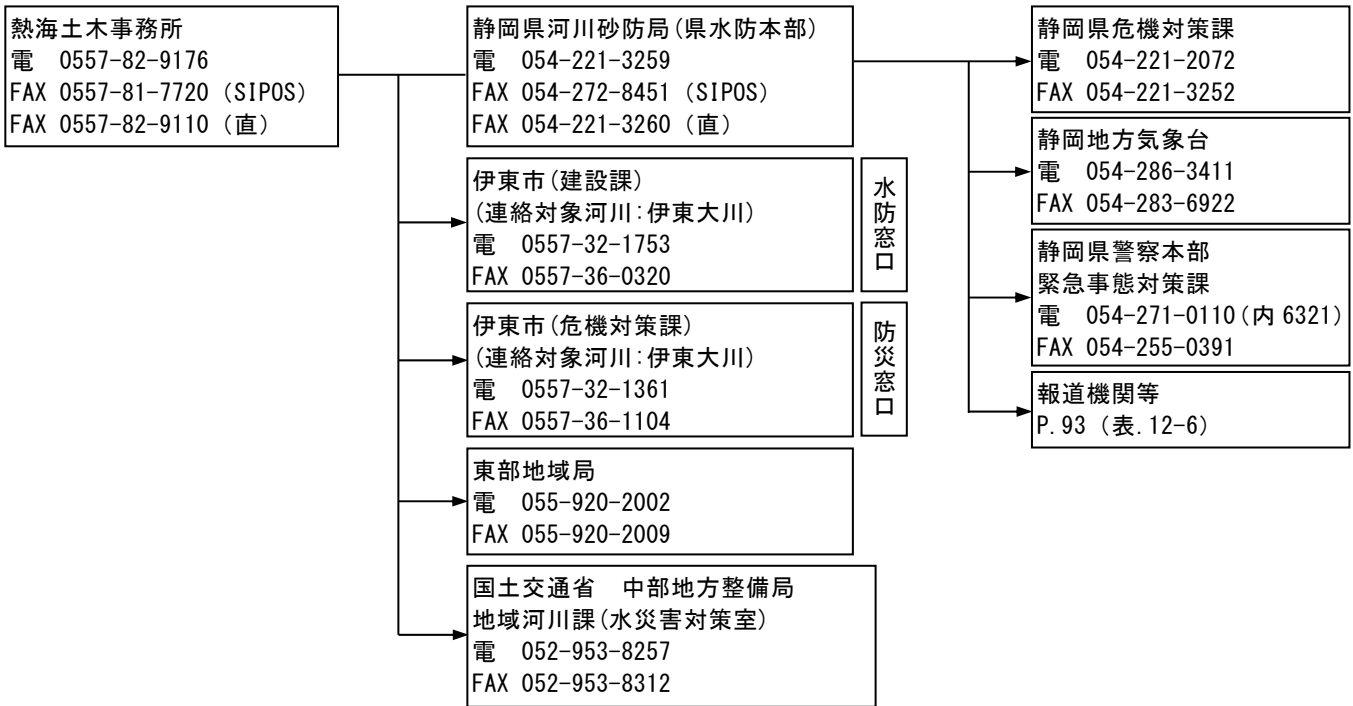 熱海土木事務所
電　0557-82-9176
FAX 0557-81-7720 (SIPOS)
FAX 0557-82-9110（直）
静岡県河川砂防局(県水防本部)
電　054-221-3259
FAX 054-272-8451 (SIPOS)
FAX 054-221-3260（直）
伊東市(建設課)
(連絡対象河川:伊東大川)
電　0557-32-1753
FAX 0557-36-0320
水防窓口
伊東市(危機対策課)
(連絡対象河川:伊東大川)
電　0557-32-1361
FAX 0557-36-1104
防災窓口
東部地域局
電　055-920-2002
FAX 055-920-2009
国土交通省　中部地方整備局
地域河川課(水災害対策室)
電　052-953-8257
FAX 052-953-8312
静岡県危機対策課
電　054-221-2072
FAX 054-221-3252
静岡地方気象台
電　054-286-3411
FAX 054-283-6922
静岡県警察本部
緊急事態対策課
電　054-271-0110(内 6321)
FAX 054-255-0391
報道機関等
P.93（表.12-6）